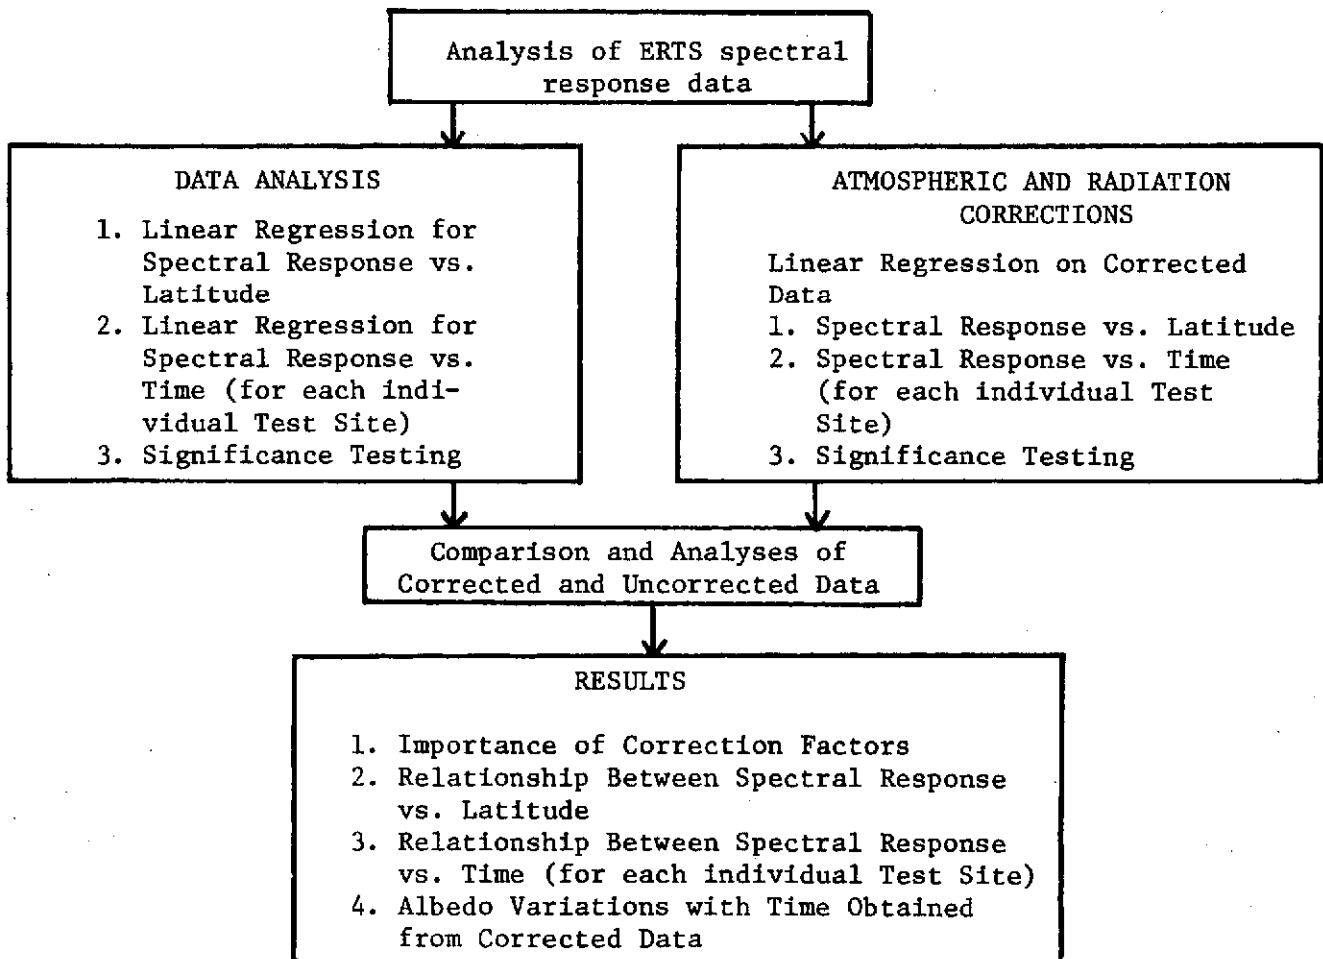 Analysis of ERTS spectral
response data
DATA ANALYSIS
1. Linear Regression for
Spectral Response vs.
Latitude
2. Linear Regression for
Spectral Response vs.
Time (for each indi-
vidual Test Site)
3. Significance Testing
ATMOSPHERIC AND RADIATION
CORRECTIONS
Linear Regression on Corrected
Data
1. Spectral Response vs. Latitude
2. Spectral Response vs. Time
(for each individual Test
Site)
3. Significance Testing
Comparison and Analyses of
Corrected and Uncorrected Data
RESULTS
1. Importance of Correction Factors
2. Relationship Between Spectral Response
vs. Latitude
3. Relationship Between Spectral Response
vs. Time (for each individual Test Site)
4. Albedo Variations with Time Obtained
from Corrected Data